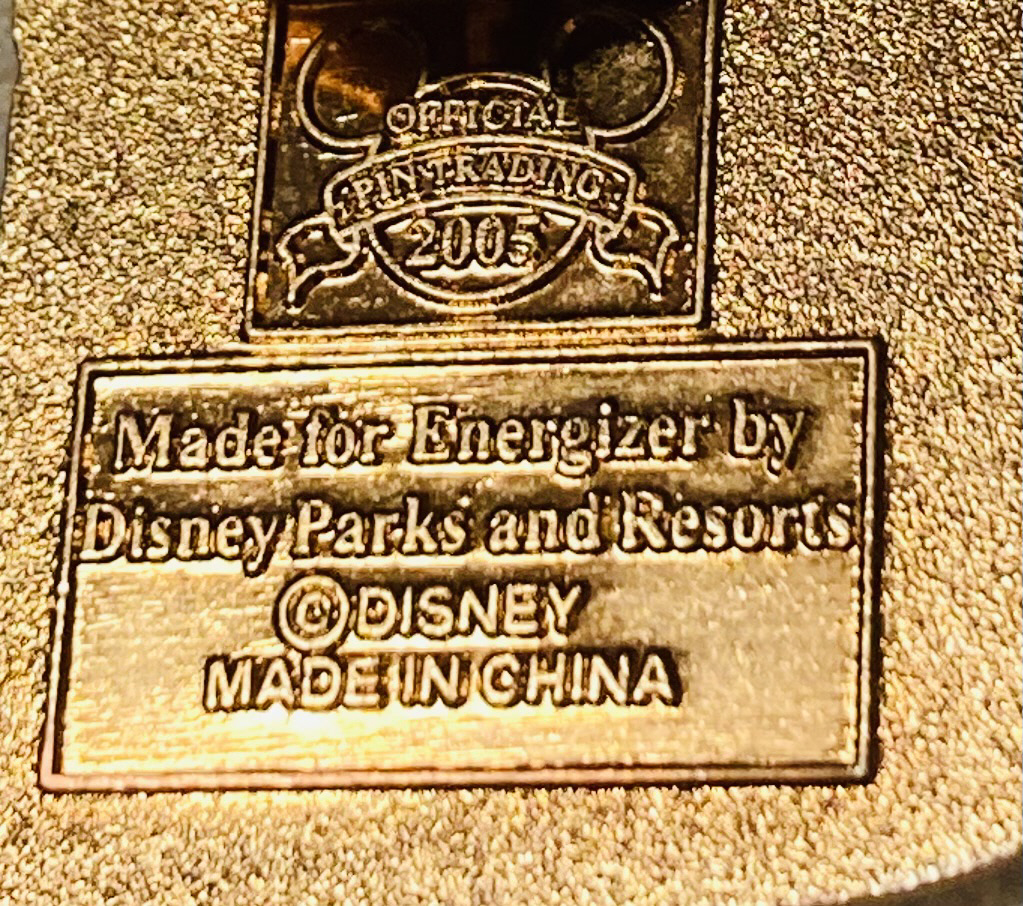 OFFICIAL
PIN TRADING
2005
Made for Energizer by
Disney Parks and Resorts
©DISNEY
MADE IN CHINA